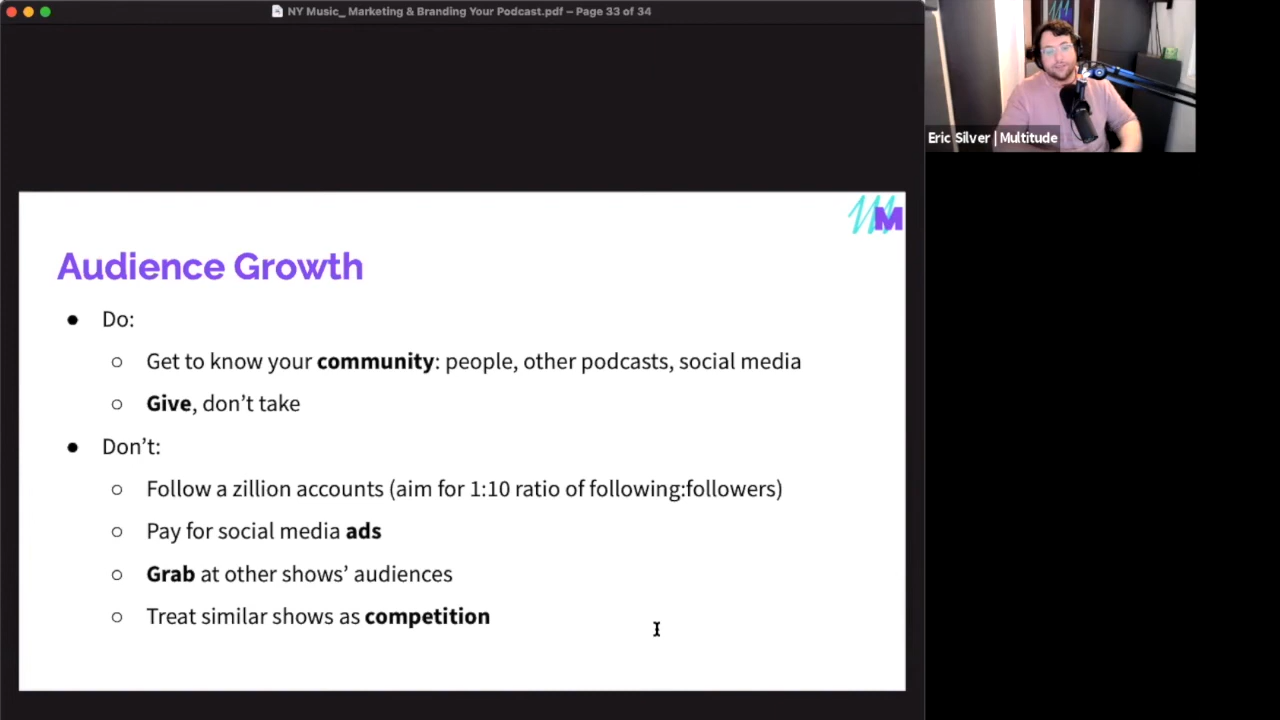 NY Music_ Marketing & Branding Your Podcast.pdf – Page 33 of 34
Eric Silver | Multitude
M
Audience Growth
● Do:
○ Get to know your community: people, other podcasts, social media
○ Give, don’t take
● Don’t:
○ Follow a zillion accounts (aim for 1:10 ratio of following:followers)
○ Pay for social media ads
○ Grab at other shows’ audiences
○ Treat similar shows as competition